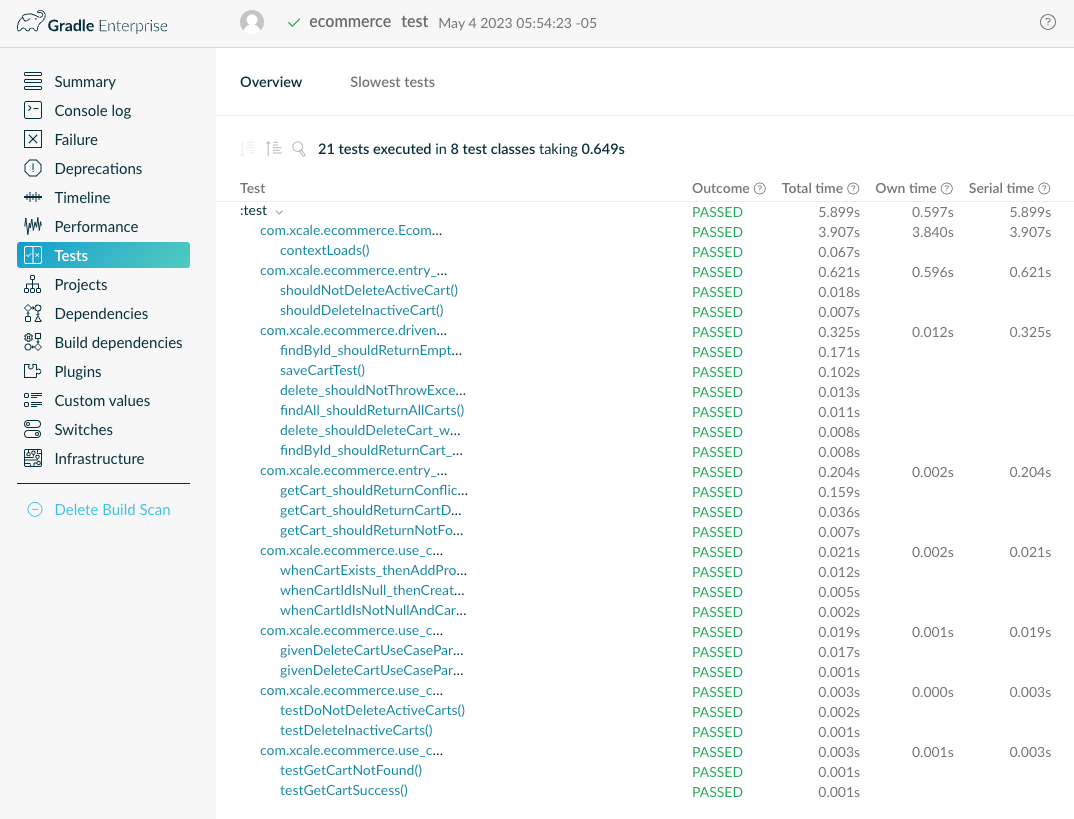 Gradle Enterprise
ecommerce test May 4 2023 05:54:23 -05
Summary
Console log
Failure
Deprecations
Timeline
Performance
Tests
Projects
Dependencies
Build dependencies
Plugins
Custom values
Switches
Infrastructure
Delete Build Scan
Overview Slowest tests
21 tests executed in 8 test classes taking 0.649s
Test Outcome Total time Own time Serial time
:test PASSED 5.899s 0.597s 5.899s
com.xcale.ecommerce.Ecom... PASSED 3.907s 3.840s 3.907s
contextLoads() PASSED 0.067s
com.xcale.ecommerce.entry_... PASSED 0.621s 0.596s 0.621s
shouldNotDeleteActiveCart() PASSED 0.018s
shouldDeleteInactiveCart() PASSED 0.007s
com.xcale.ecommerce.driven... PASSED 0.325s 0.012s 0.325s
findById_shouldReturnEmpt... PASSED 0.171s
saveCartTest() PASSED 0.102s
delete_shouldNotThrowExce... PASSED 0.013s
findAll_shouldReturnAllCarts() PASSED 0.011s
delete_shouldDeleteCart_w... PASSED 0.008s
findById_shouldReturnCart_... PASSED 0.008s
com.xcale.ecommerce.entry_... PASSED 0.204s 0.002s 0.204s
getCart_shouldReturnConflic... PASSED 0.159s
getCart_shouldReturnCartD... PASSED 0.036s
getCart_shouldReturnNotFo... PASSED 0.007s
com.xcale.ecommerce.use_c... PASSED 0.021s 0.002s 0.021s
whenCartExists_thenAddPro... PASSED 0.012s
whenCartIdIsNull_thenCreat... PASSED 0.005s
whenCartIdIsNotNullAndCar... PASSED 0.002s
com.xcale.ecommerce.use_c... PASSED 0.019s 0.001s 0.019s
givenDeleteCartUseCasePar... PASSED 0.017s
givenDeleteCartUseCasePar... PASSED 0.001s
com.xcale.ecommerce.use_c... PASSED 0.003s 0.000s 0.003s
testDoNotDeleteActiveCarts() PASSED 0.002s
testDeleteInactiveCarts() PASSED 0.001s
com.xcale.ecommerce.use_c... PASSED 0.003s 0.001s 0.003s
testGetCartNotFound() PASSED 0.001s
testGetCartSuccess() PASSED 0.001s